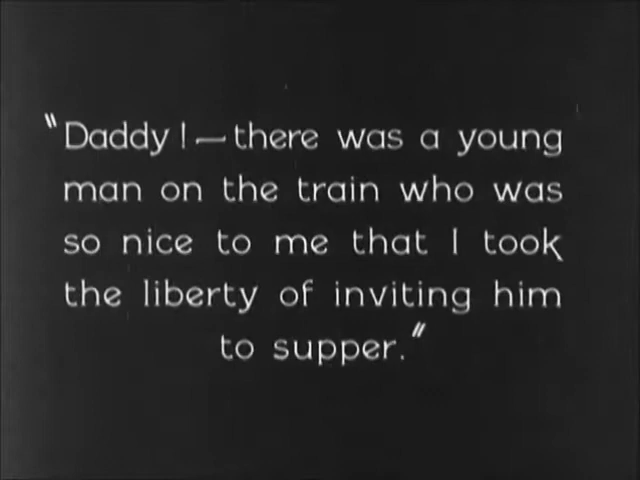 "Daddy! — there was a young
man on the train who was
so nice to me that I took
the liberty of inviting him
to supper."